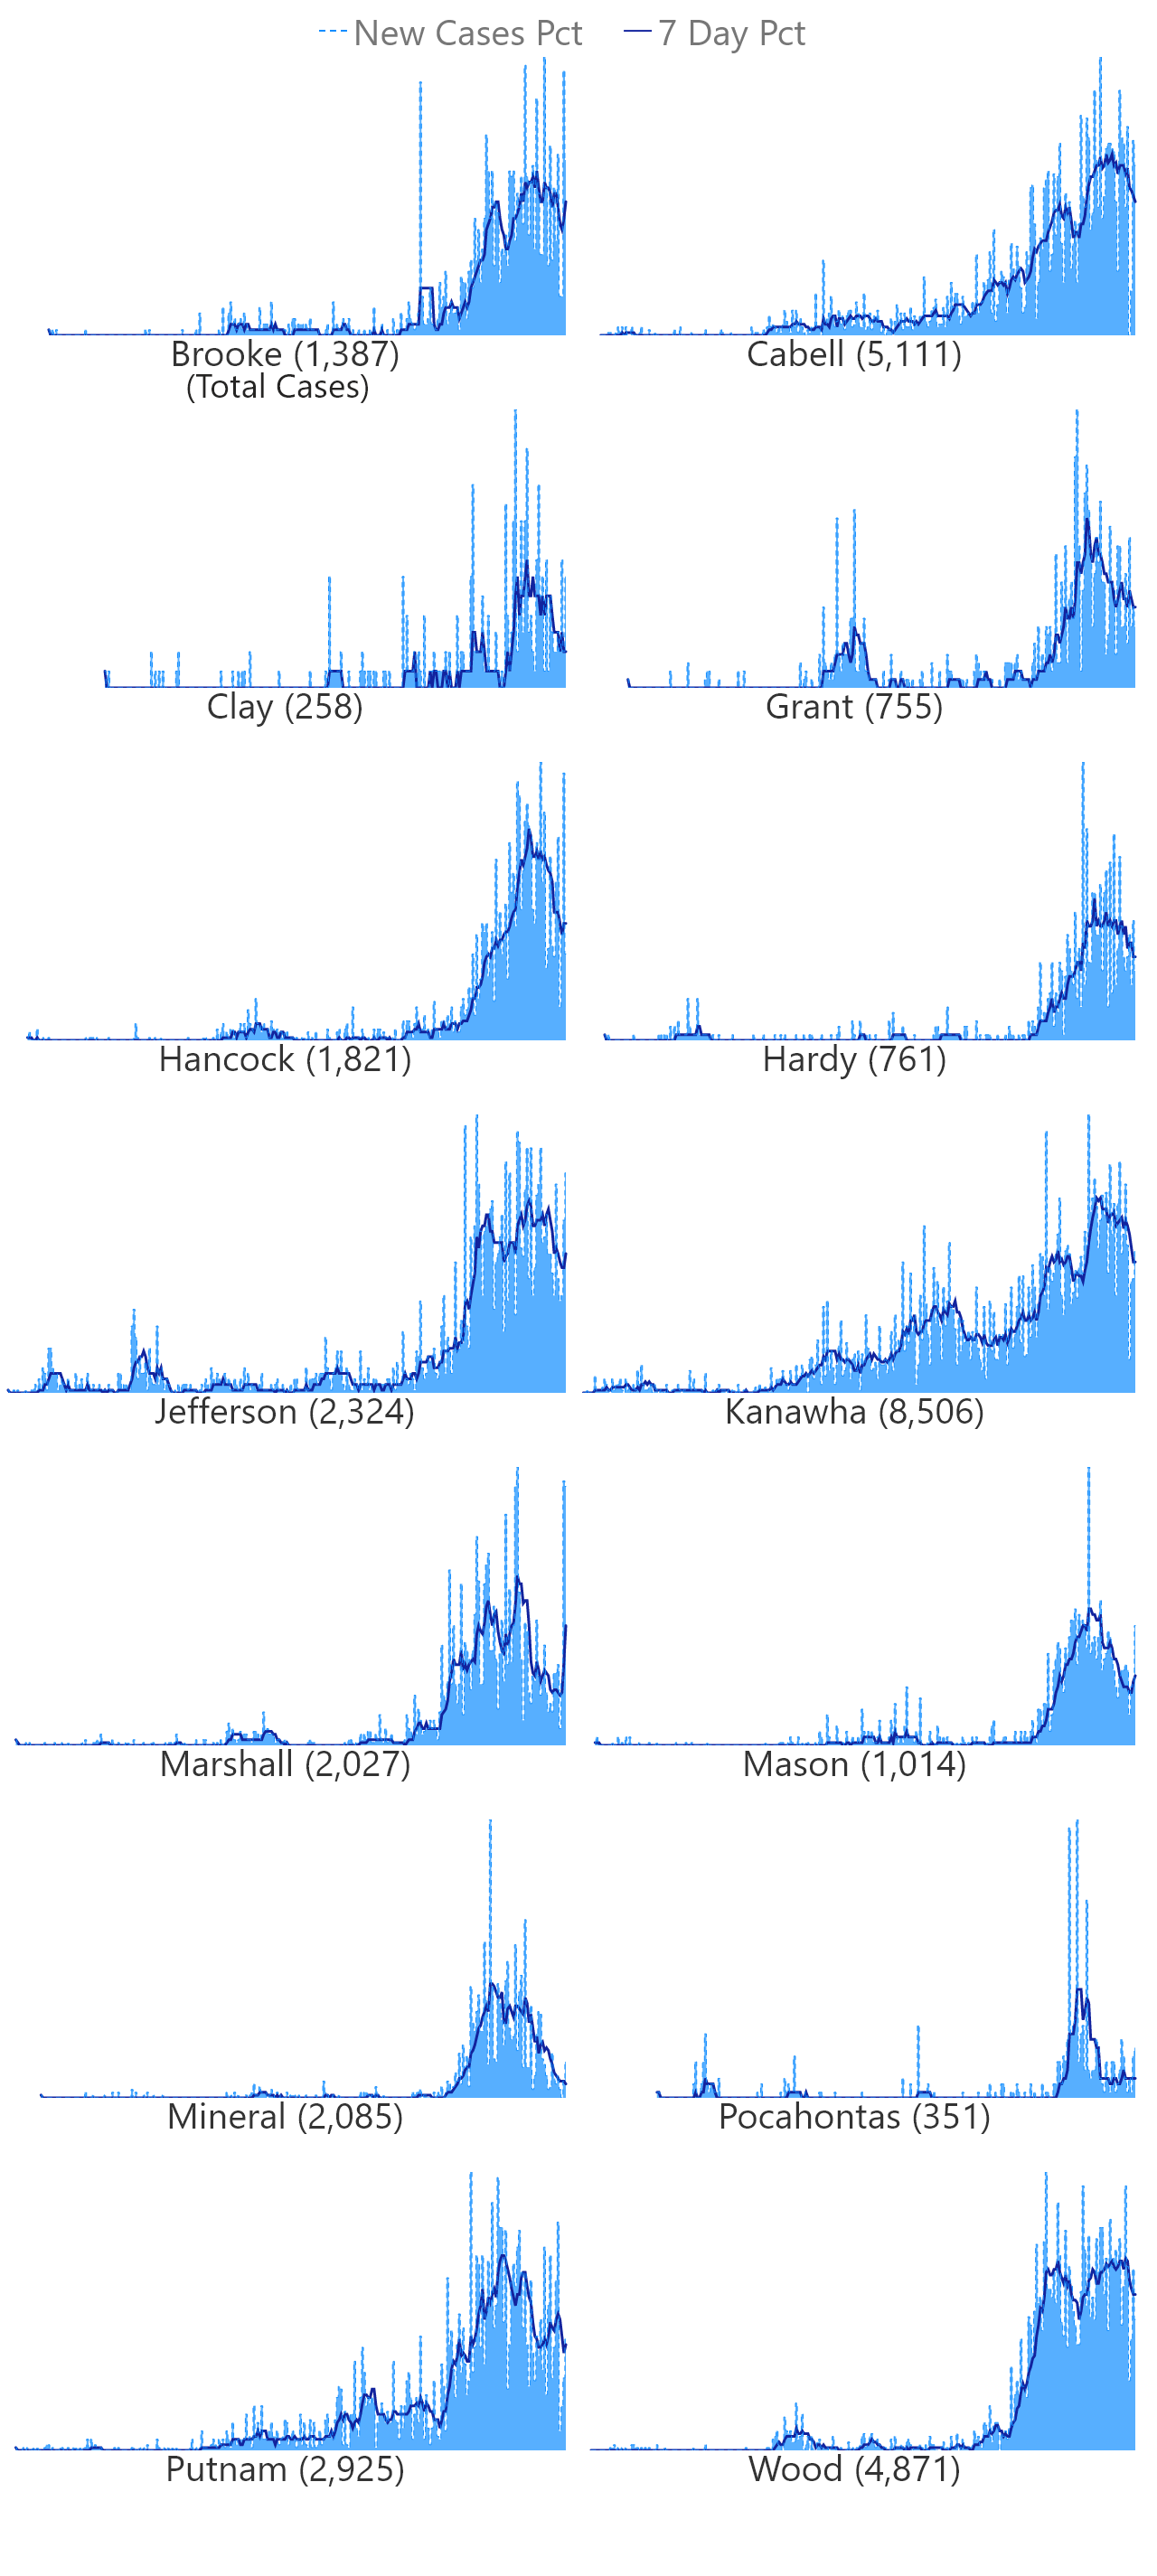 New Cases Pct 7 Day Pct
Brooke (1,387) Cabell (5,111)
(Total Cases)
Clay (258) Grant (755)
Hancock (1,821) Hardy (761)
Jefferson (2,324) Kanawha (8,506)
Marshall (2,027) Mason (1,014)
Mineral (2,085) Pocahontas (351)
Putnam (2,925) Wood (4,871)